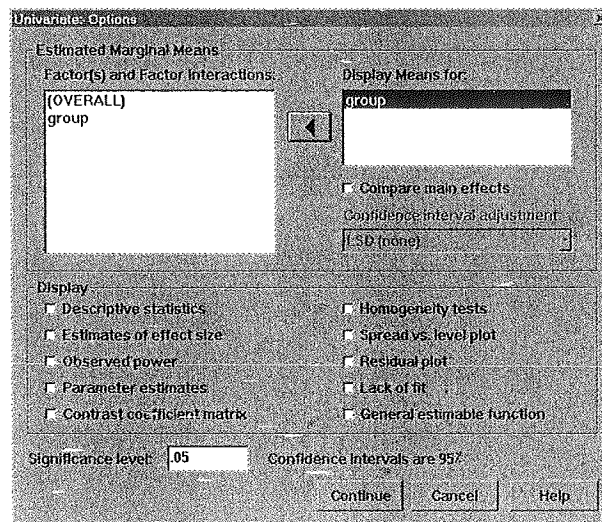 Univariate: Options
Estimated Marginal Means
Factor(s) and Factor Interactions:
(OVERALL)
group
Display Means for:
group
Compare main effects
Confidence interval adjustment
LSD (none)
Display
Descriptive statistics
Estimates of effect size
Observed power
Parameter estimates
Contrast coefficient matrix
Homogeneity tests
Spread vs. level plot
Residual plot
Lack of fit
General estimable function
Significance level: .05
Confidence intervals are 95%
Continue
Cancel
Help